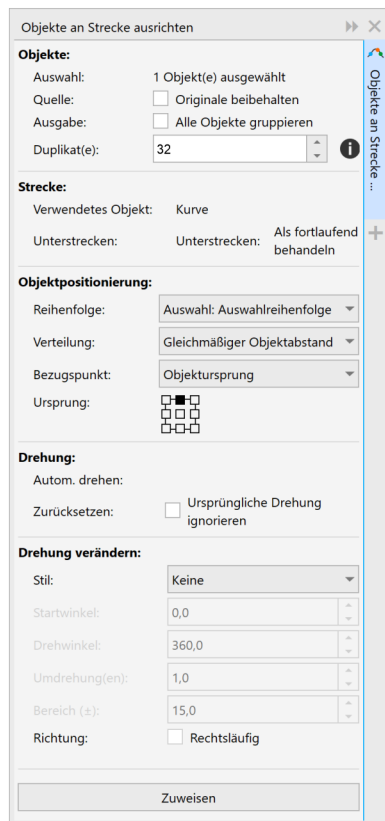 Objekte an Strecke ausrichten
Objekte:
Auswahl: 1 Objekt(e) ausgewählt
Quelle: Originale beibehalten
Ausgabe: Alle Objekte gruppieren
Duplikat(e): 32
Strecke:
Verwendetes Objekt: Kurve
Unterstrecken: Unterstrecken: Als fortlaufend
behandeln
Objektpositionierung:
Reihenfolge: Auswahl: Auswahlreihenfolge
Verteilung: Gleichmäßiger Objektabstand
Bezugspunkt: Objektursprung
Ursprung:
Drehung:
Autom. drehen:
Zurücksetzen: Ursprüngliche Drehung
ignorieren
Drehung verändern:
Stil: Keine
Startwinkel: 0,0
Drehwinkel: 360,0
Umdrehung(en): 1,0
Bereich (±): 15,0
Richtung: Rechtsläufig
Zuweisen
Objekte an Strecke ...